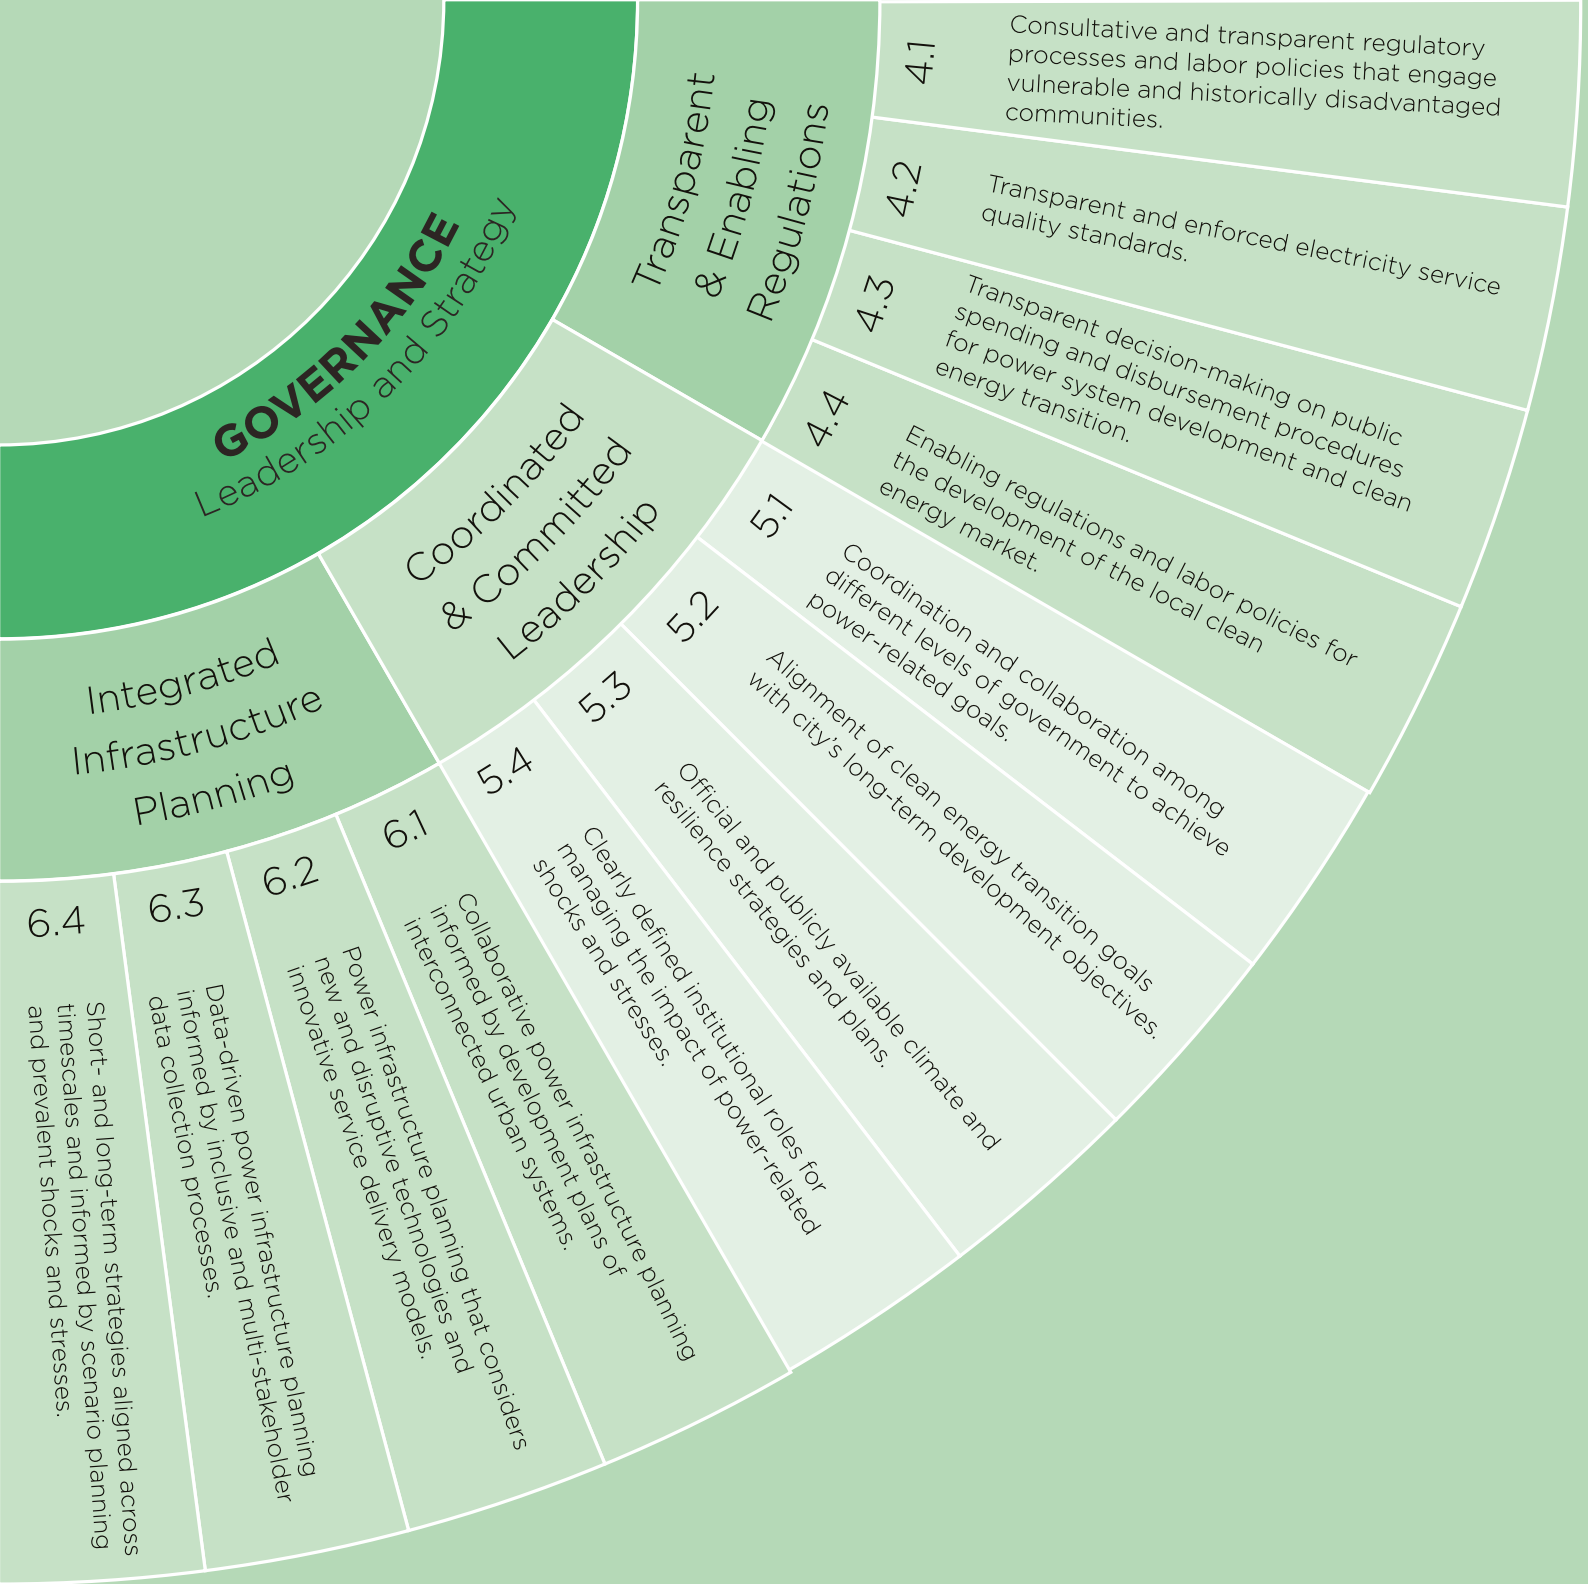 GOVERNANCE
Leadership and Strategy
Transparent
& Enabling
Regulations
4.1
Consultative and transparent regulatory
processes and labor policies that engage
vulnerable and historically disadvantaged
communities.
4.2
Transparent and enforced electricity service
quality standards.
4.3
Transparent decision-making on public
spending and disbursement procedures
for power system development and clean
energy transition.
4.4
Enabling regulations and labor policies for
the development of the local clean
energy market.
Coordinated
& Committed
Leadership
5.1
Coordination and collaboration among
different levels of government to achieve
power-related goals.
5.2
Alignment of clean energy transition goals
with city's long-term development objectives.
5.3
Official and publicly available climate and
resilience strategies and plans.
5.4
Clearly defined institutional roles for
managing the impact of power-related
shocks and stresses.
Integrated
Infrastructure
Planning
6.1
Collaborative power infrastructure planning
informed by development plans of
interconnected urban systems.
6.2
Power infrastructure planning that considers
new and disruptive technologies and
innovative service delivery models.
6.3
Data-driven power infrastructure planning
informed by inclusive and multi-stakeholder
data collection processes.
6.4
Short- and long-term strategies aligned across
timescales and informed by scenario planning
and prevalent shocks and stresses.